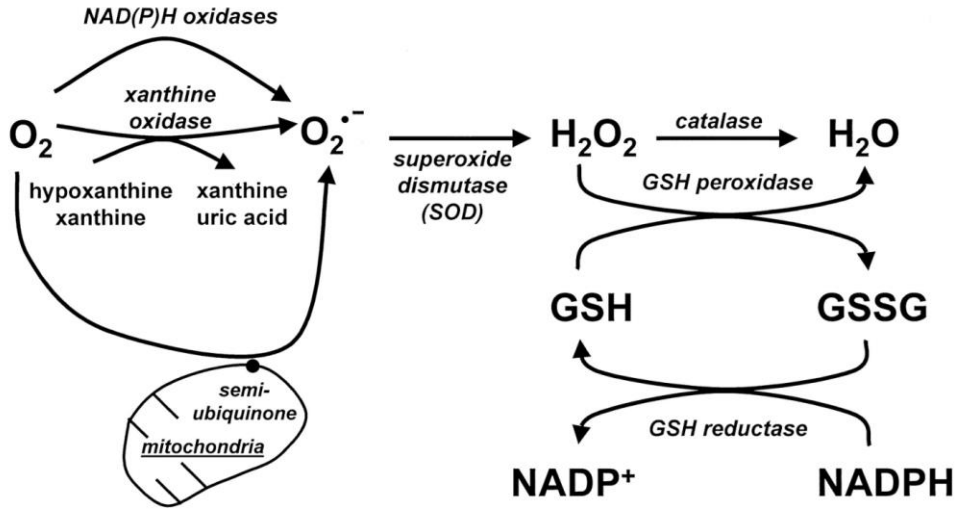 NAD(P)H oxidases
xanthine
oxidase
O₂
O₂•⁻
hypoxanthine
xanthine
xanthine
uric acid
superoxide
dismutase
(SOD)
H₂O₂
catalase
H₂O
GSH peroxidase
GSH
GSSG
semi-
ubiquinone
mitochondria
GSH reductase
NADP⁺
NADPH